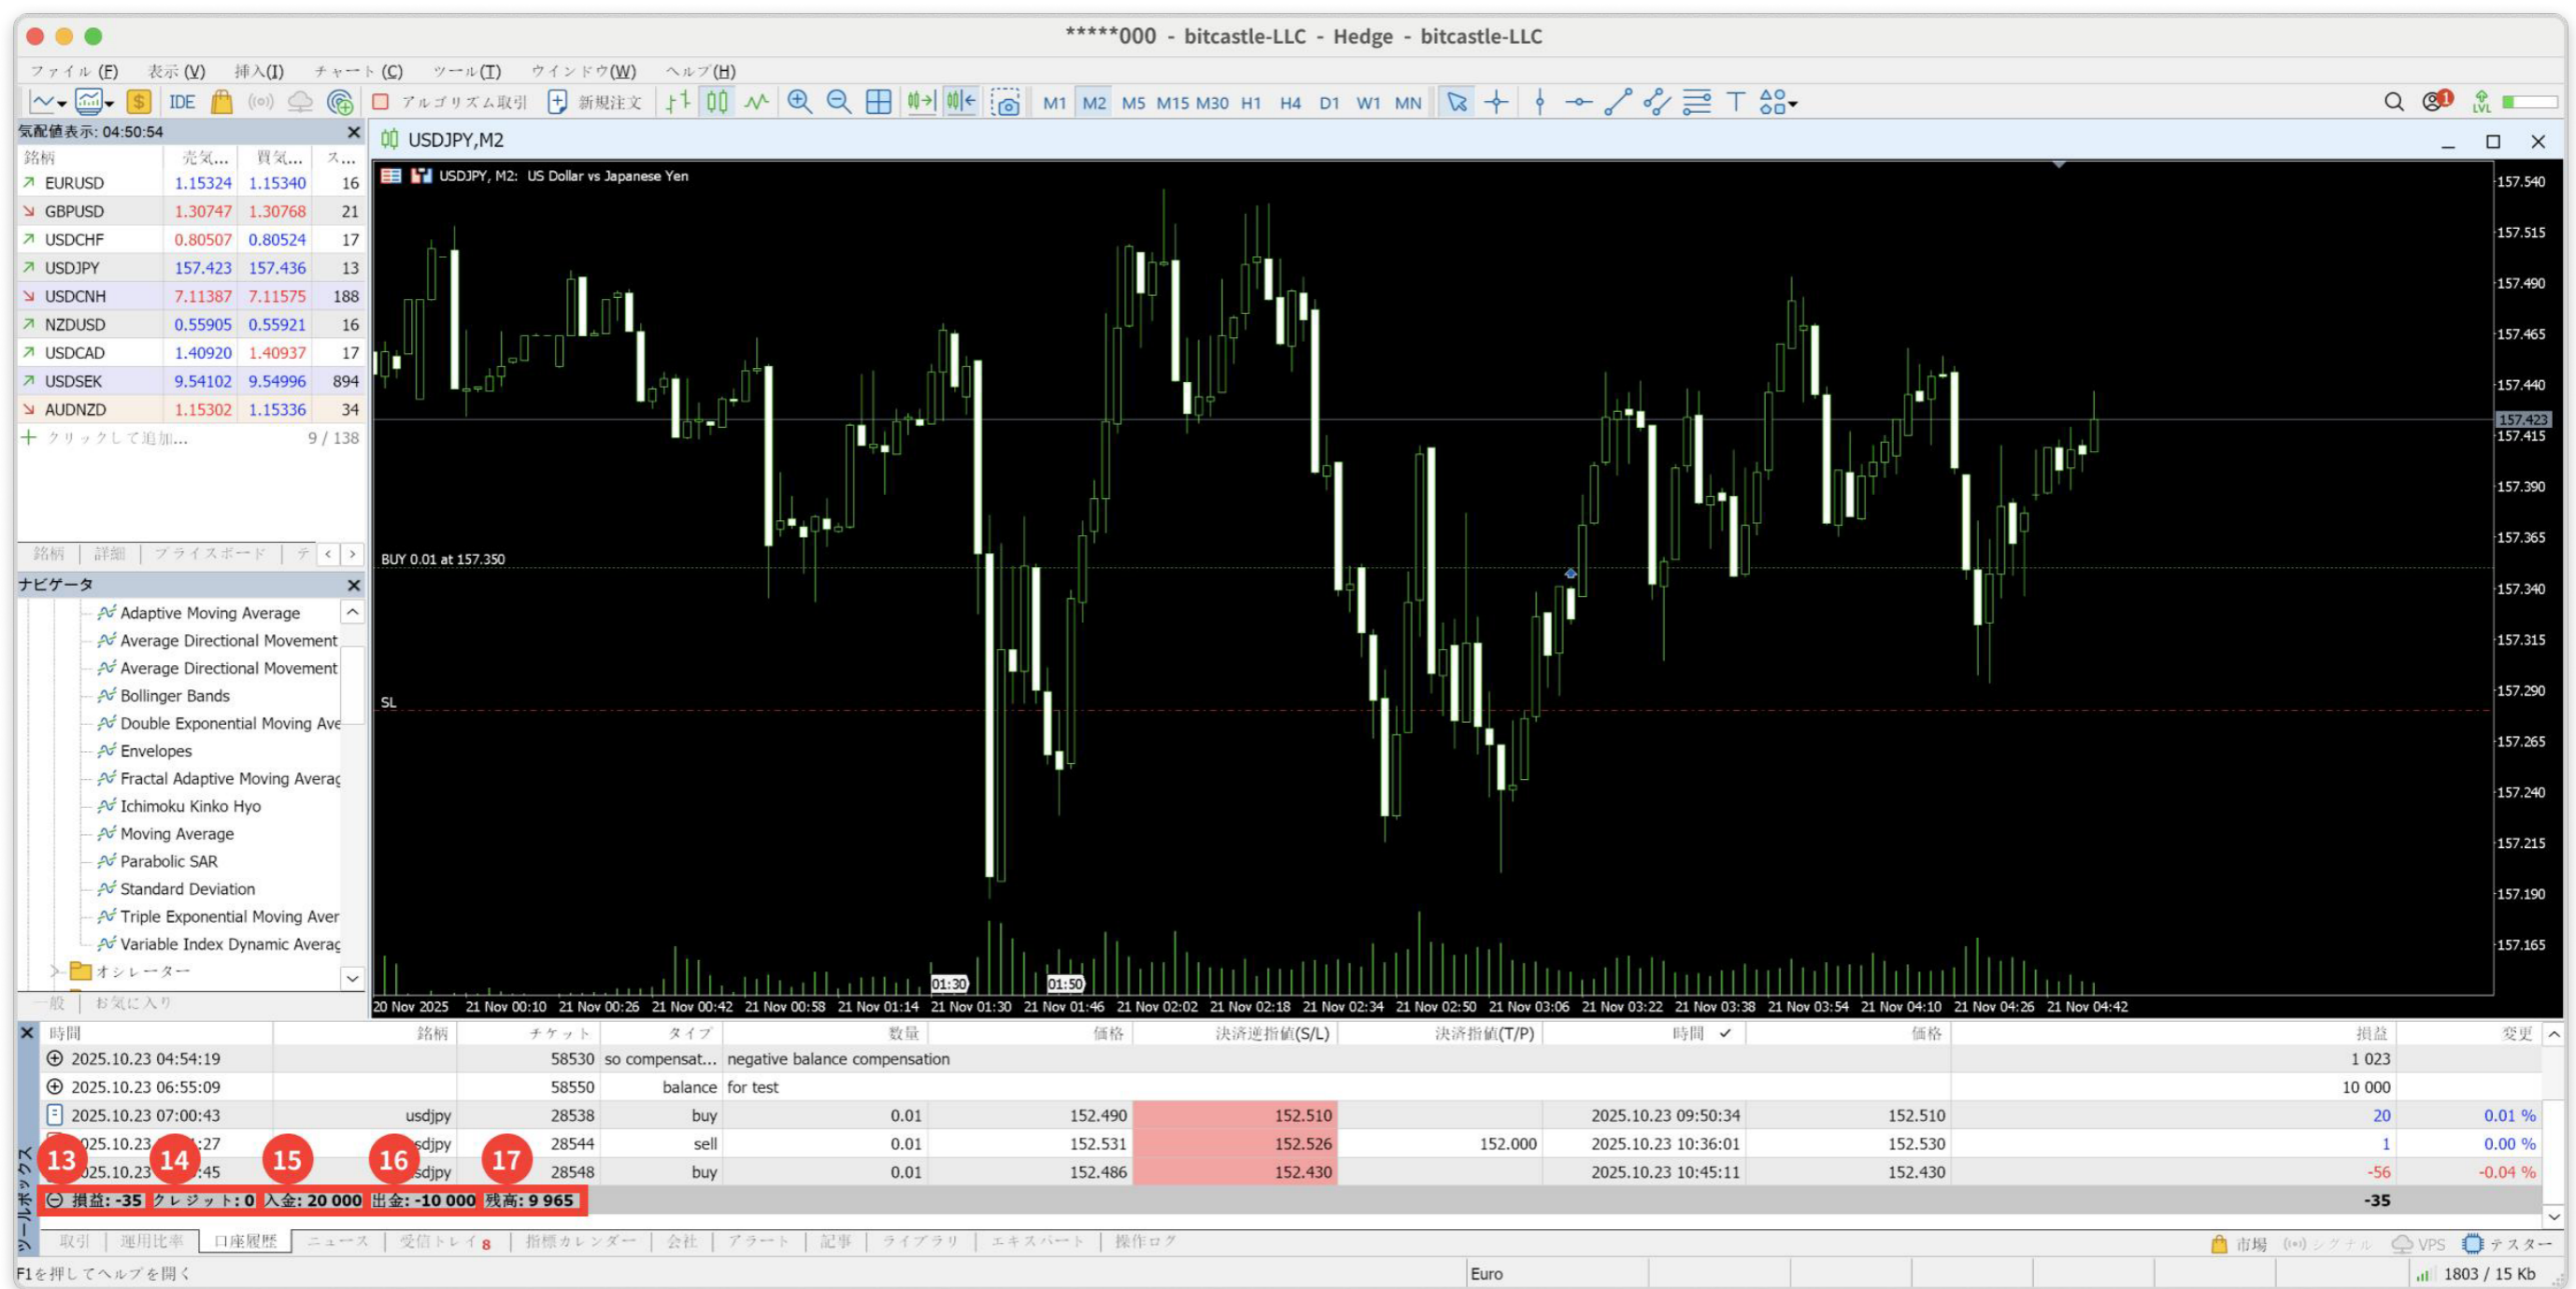 *****000 - bitcastle-LLC - Hedge - bitcastle-LLC
ファイル (F) 表示 (V) 挿入(I) チャート (C) ツール(T) ウインドウ(W) ヘルプ(H)
IDE アルゴリズム取引 新規注文 M1 M2 M5 M15 M30 H1 H4 D1 W1 MN 1 LVL
気配値表示: 04:50:54
銘柄 売気... 買気... ス...
EURUSD 1.15324 1.15340 16
GBPUSD 1.30747 1.30768 21
USDCHF 0.80507 0.80524 17
USDJPY 157.423 157.436 13
USDCNH 7.11387 7.11575 188
NZDUSD 0.55905 0.55921 16
USDCAD 1.40920 1.40937 17
USDSEK 9.54102 9.54996 894
AUDNZD 1.15302 1.15336 34
クリックして追加... 9 / 138
銘柄 詳細 プライスボード テ
ナビゲータ
Adaptive Moving Average
Average Directional Movement
Average Directional Movement
Bollinger Bands
Double Exponential Moving Ave
Envelopes
Fractal Adaptive Moving Averag
Ichimoku Kinko Hyo
Moving Average
Parabolic SAR
Standard Deviation
Triple Exponential Moving Aver
Variable Index Dynamic Averag
オシレーター
一般 お気に入り
USDJPY,M2
USDJPY, M2: US Dollar vs Japanese Yen
BUY 0.01 at 157.350
SL
157.540
157.515
157.490
157.465
157.440
157.423
157.415
157.390
157.365
157.340
157.315
157.290
157.265
157.240
157.215
157.190
157.165
01:30 01:50
20 Nov 2025 21 Nov 00:10 21 Nov 00:26 21 Nov 00:42 21 Nov 00:58 21 Nov 01:14 21 Nov 01:30 21 Nov 01:46 21 Nov 02:02 21 Nov 02:18 21 Nov 02:34 21 Nov 02:50 21 Nov 03:06 21 Nov 03:22 21 Nov 03:38 21 Nov 03:54 21 Nov 04:10 21 Nov 04:26 21 Nov 04:42
時間 銘柄 チケット タイプ 数量 価格 決済逆指値(S/L) 決済指値(T/P) 時間 価格 損益 変更
2025.10.23 04:54:19 58530 so compensat... negative balance compensation 1 023
2025.10.23 06:55:09 58550 balance for test 10 000
2025.10.23 07:00:43 usdjpy 28538 buy 0.01 152.490 152.510 2025.10.23 09:50:34 152.510 20 0.01 %
025.10.23 :27 sdjpy 28544 sell 0.01 152.531 152.526 152.000 2025.10.23 10:36:01 152.530 1 0.00 %
025.10.23 :45 sdjpy 28548 buy 0.01 152.486 152.430 2025.10.23 10:45:11 152.430 -56 -0.04 %
13 14 15 16 17
損益: -35 クレジット: 0 入金: 20 000 出金: -10 000 残高: 9 965 -35
ツールボックス
取引 運用比率 口座履歴 ニュース 受信トレイ 8 指標カレンダー 会社 アラート 記事 ライブラリ エキスパート 操作ログ 市場 シグナル VPS テスター
F1を押してヘルプを開く Euro 1803 / 15 Kb